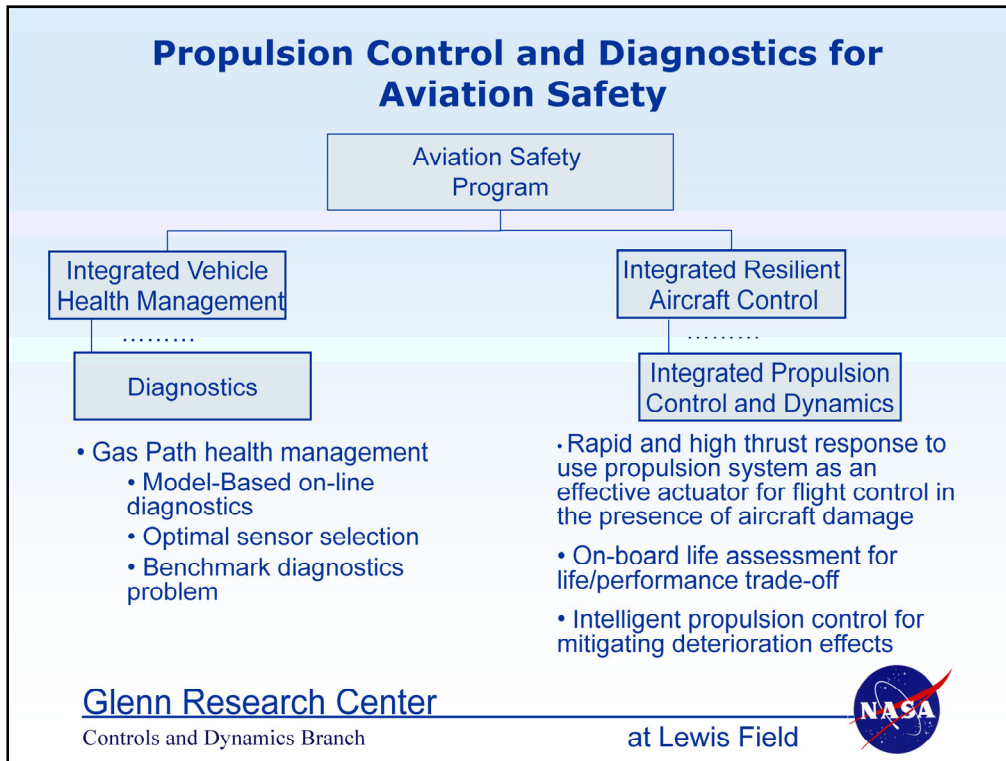 Propulsion Control and Diagnostics for
Aviation Safety
Aviation Safety
Program
Integrated Vehicle
Health Management
.........
Diagnostics
• Gas Path health management
• Model-Based on-line
diagnostics
• Optimal sensor selection
• Benchmark diagnostics
problem
Integrated Resilient
Aircraft Control
.........
Integrated Propulsion
Control and Dynamics
• Rapid and high thrust response to
use propulsion system as an
effective actuator for flight control in
the presence of aircraft damage
• On-board life assessment for
life/performance trade-off
• Intelligent propulsion control for
mitigating deterioration effects
Glenn Research Center
Controls and Dynamics Branch
at Lewis Field
NASA